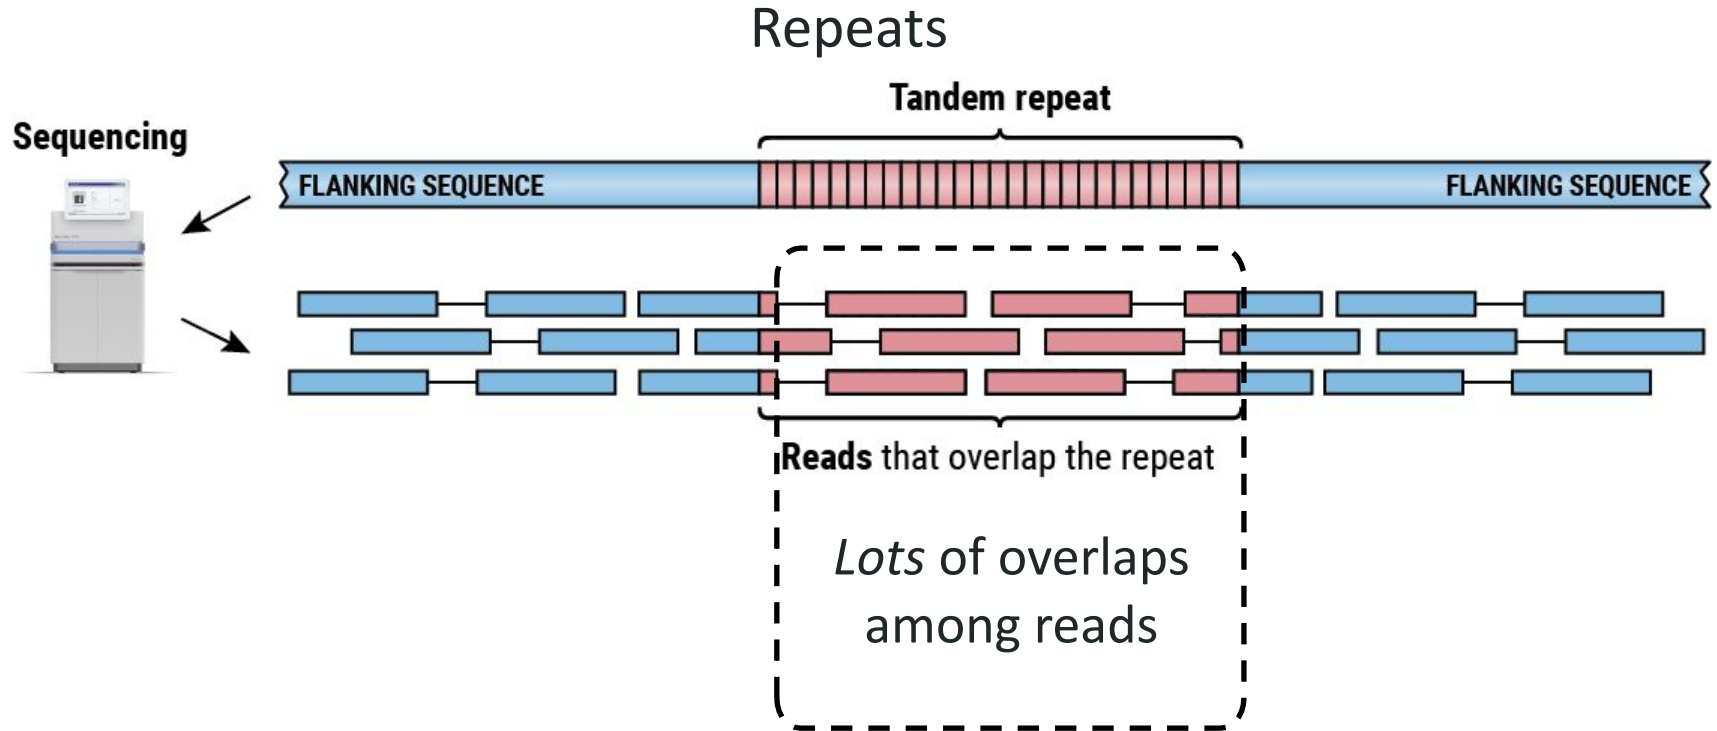 Repeats
Tandem repeat
Sequencing
FLANKING SEQUENCE
FLANKING SEQUENCE
Reads that overlap the repeat
Lots of overlaps
among reads